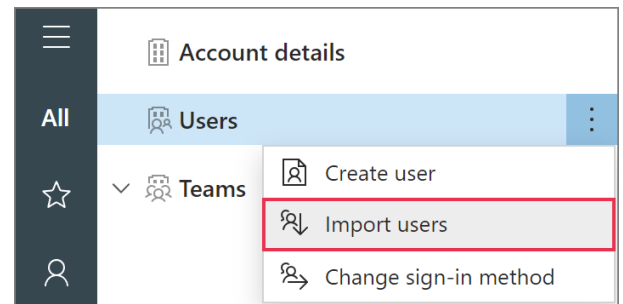 Account details
All
Users
Teams
Create user
Import users
Change sign-in method